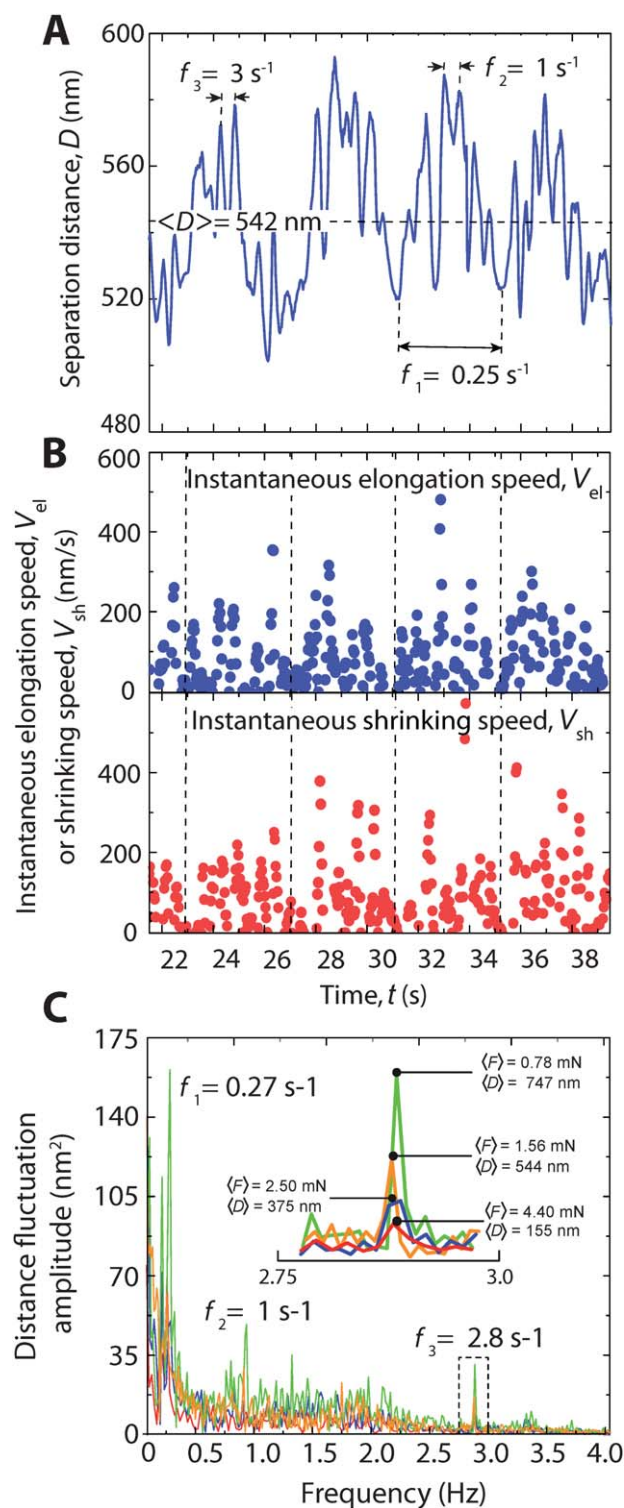 A
600
560
520
480
Separation distance, D
(nm)
f3= 3 s-1
f2= 1 s-1
<D>= 542 nm
f1= 0.25 s-1
B
600
400
200
0
400
200
0
Instantaneous elongation speed, Vel
or shrinking speed, Vsh (nm/s)
Instantaneous elongation speed, Vel
Instantaneous shrinking speed, Vsh
22 24 26 28 30 32 34 36 38
Time, t (s)
C
175
140
105
70
35
0
Distance fluctuation
amplitude (nm2)
f1= 0.27 s-1
⟨F⟩ = 0.78 mN
⟨D⟩ = 747 nm
⟨F⟩ = 1.56 mN
⟨D⟩ = 544 nm
⟨F⟩ = 2.50 mN
⟨D⟩ = 375 nm
⟨F⟩ = 4.40 mN
⟨D⟩ = 155 nm
2.75 3.0
f2= 1 s-1
f3= 2.8 s-1
0 0.5 1.0 1.5 2.0 2.5 3.0 3.5 4.0
Frequency (Hz)